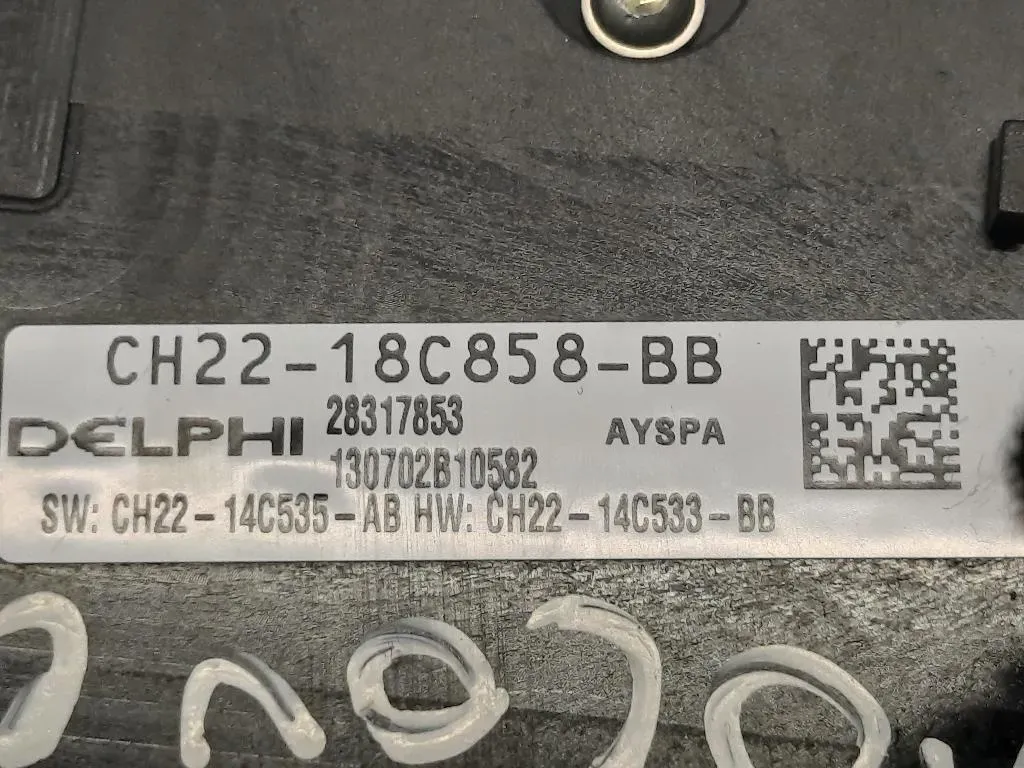 CH22-18C858-BB
DELPHI 28317853 AYSPA
130702B10582
SW: CH22-14C535-AB HW: CH22-14C533-BB